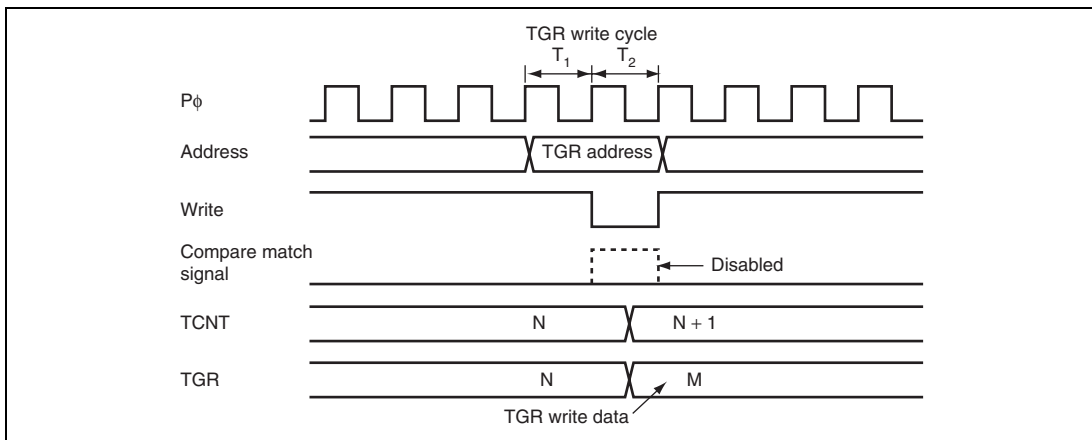 TGR write cycle
T1 T2
Pϕ
Address TGR address
Write
Compare match
signal Disabled
TCNT N N + 1
TGR N M
TGR write data